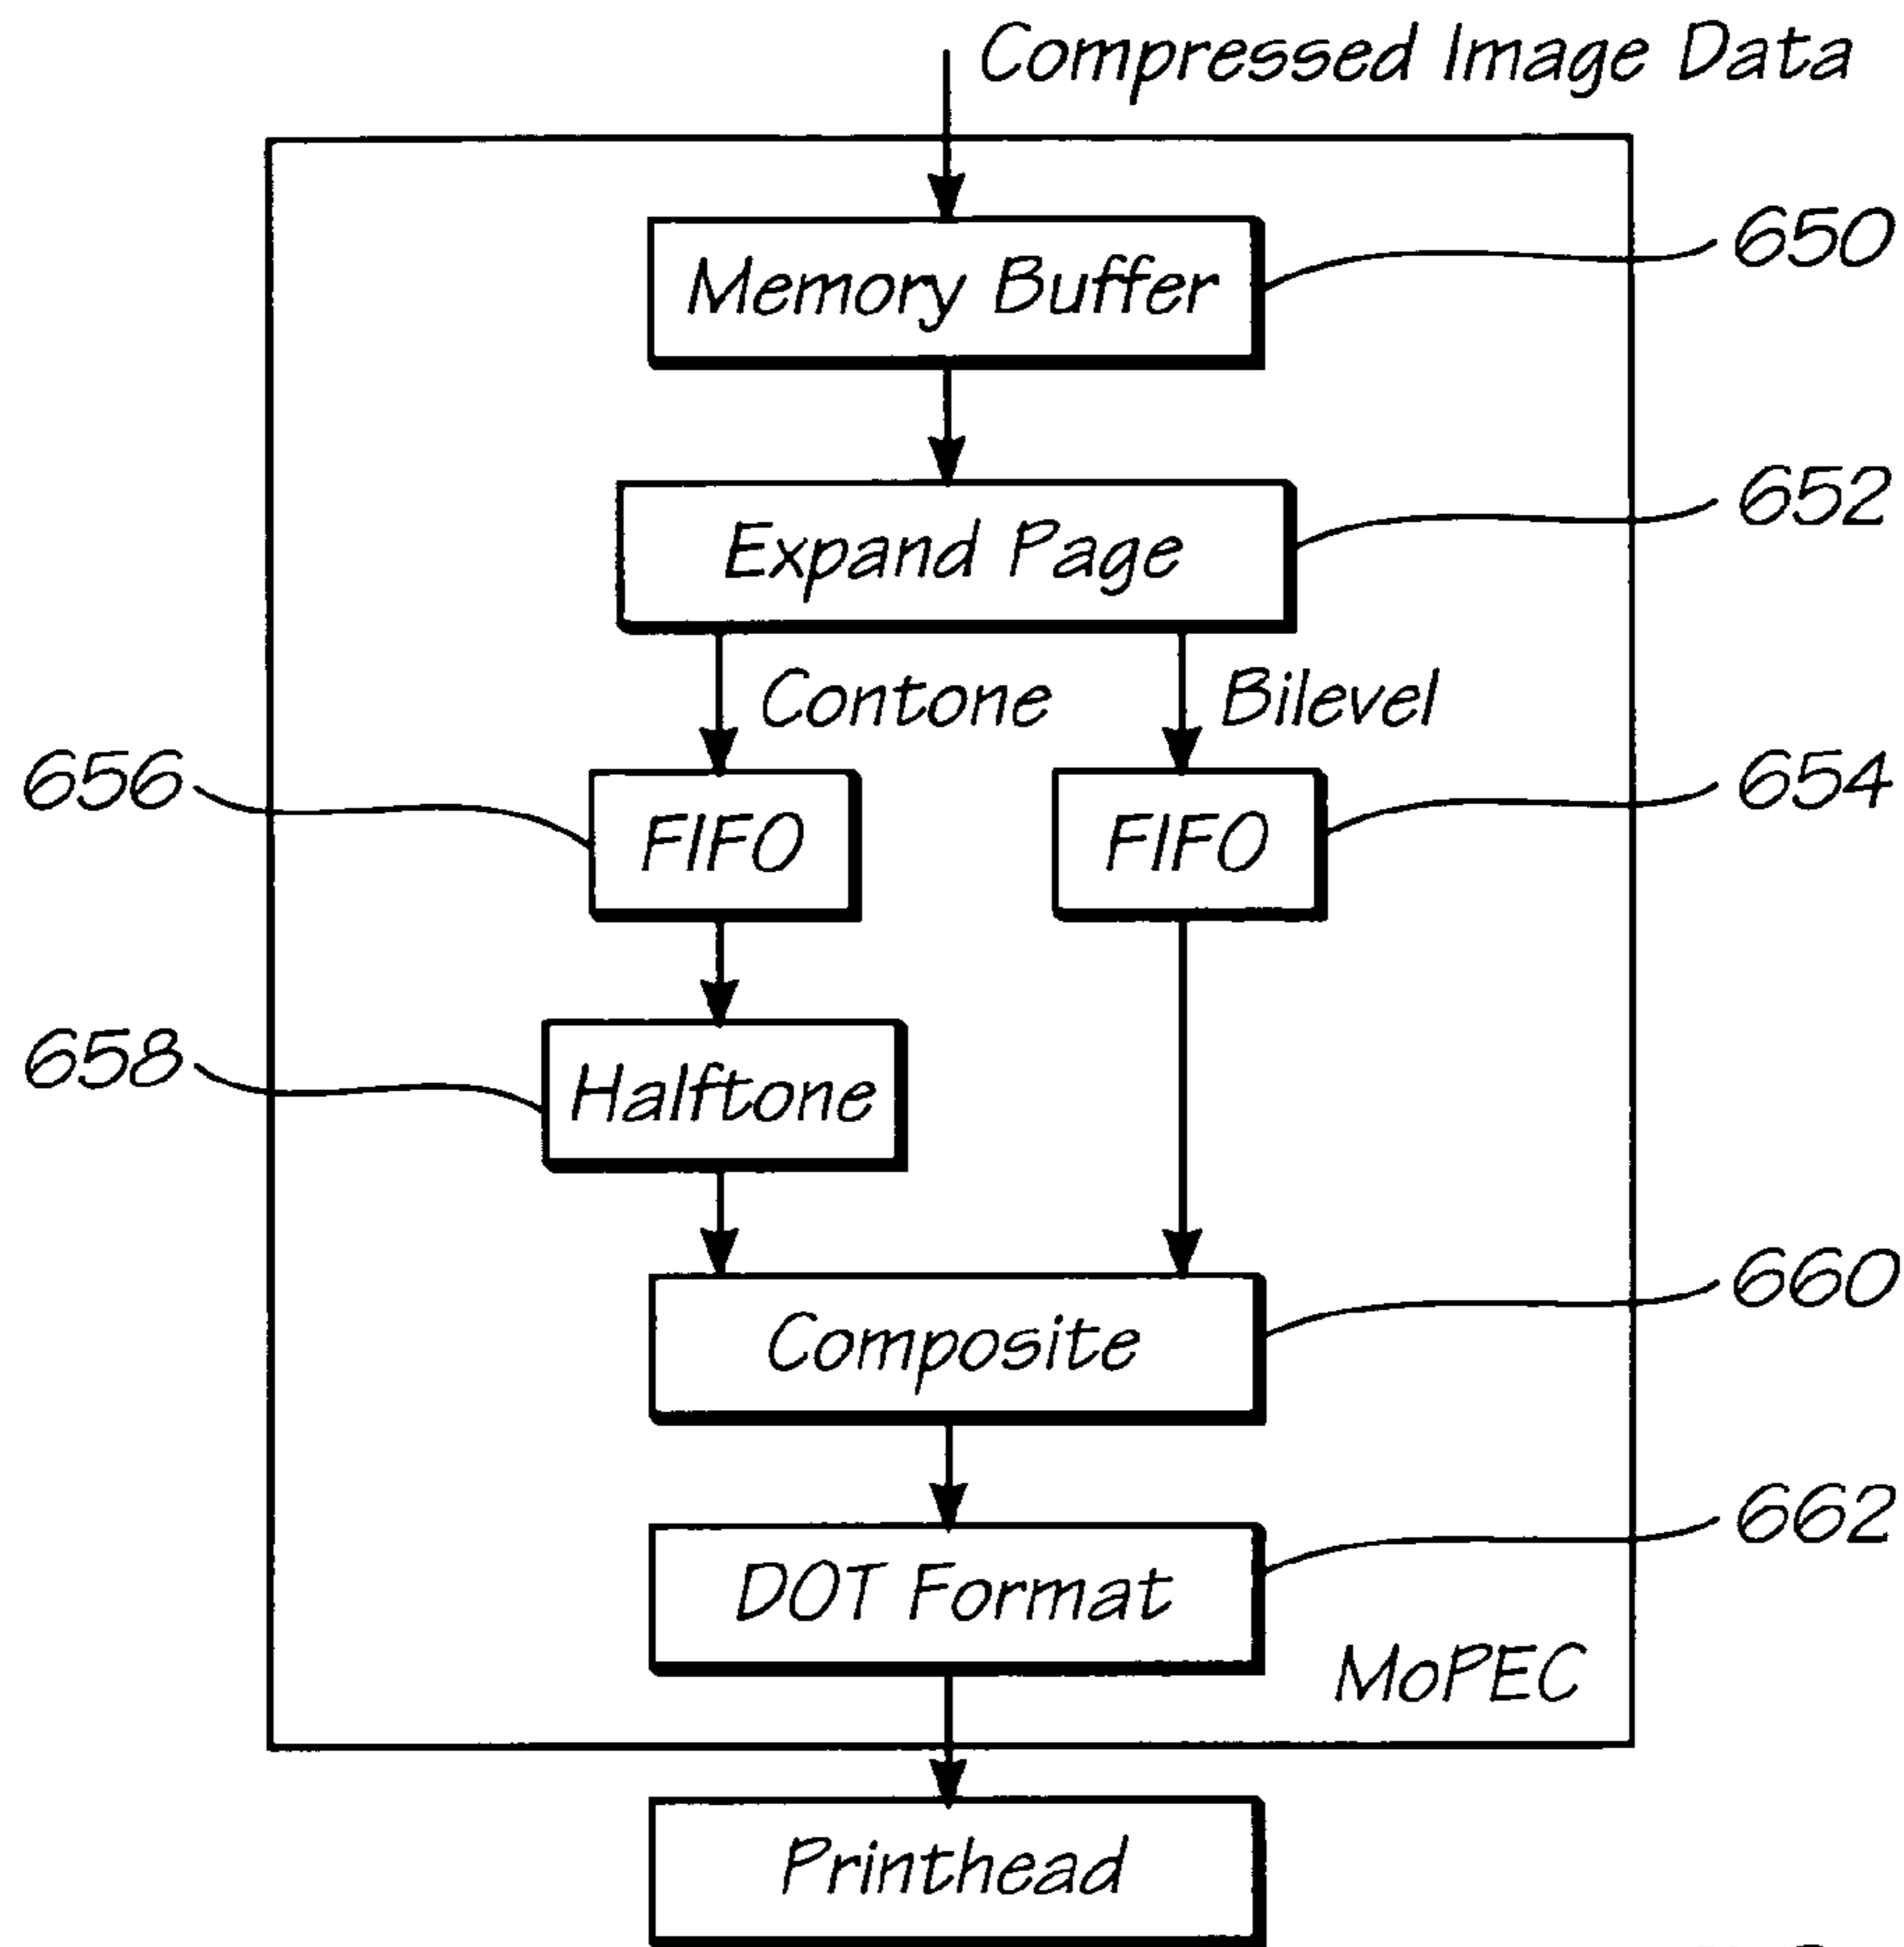 Compressed Image Data
Memory Buffer
650
Expand Page
652
Contone
Bilevel
656
FIFO
FIFO
654
658
Halftone
Composite
660
DOT Format
662
MoPEC
Printhead